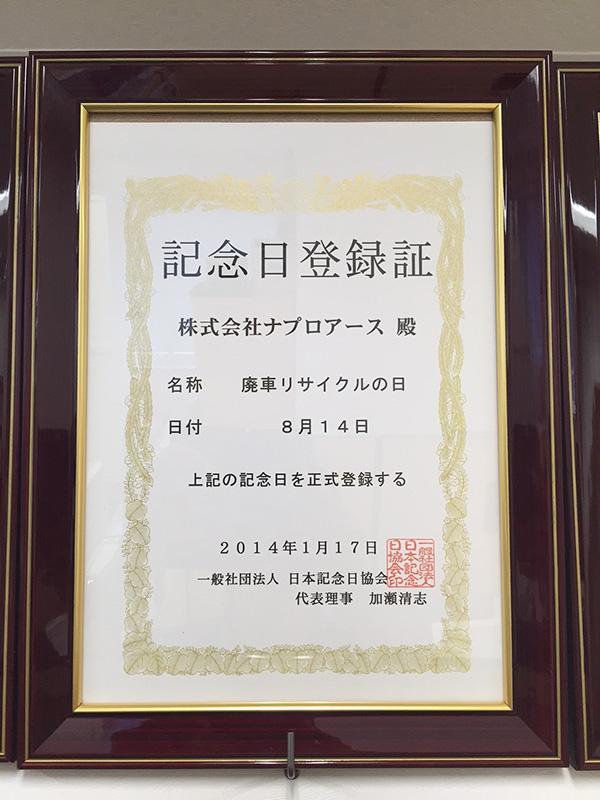 記念日登録証
株式会社ナプロアース 殿
名称 廃車リサイクルの日
日付 8月14日
上記の記念日を正式登録する
2014年1月17日
一般社団法人 日本記念日協会
代表理事 加瀬清志
一般社団法人
日本記念
日協会印